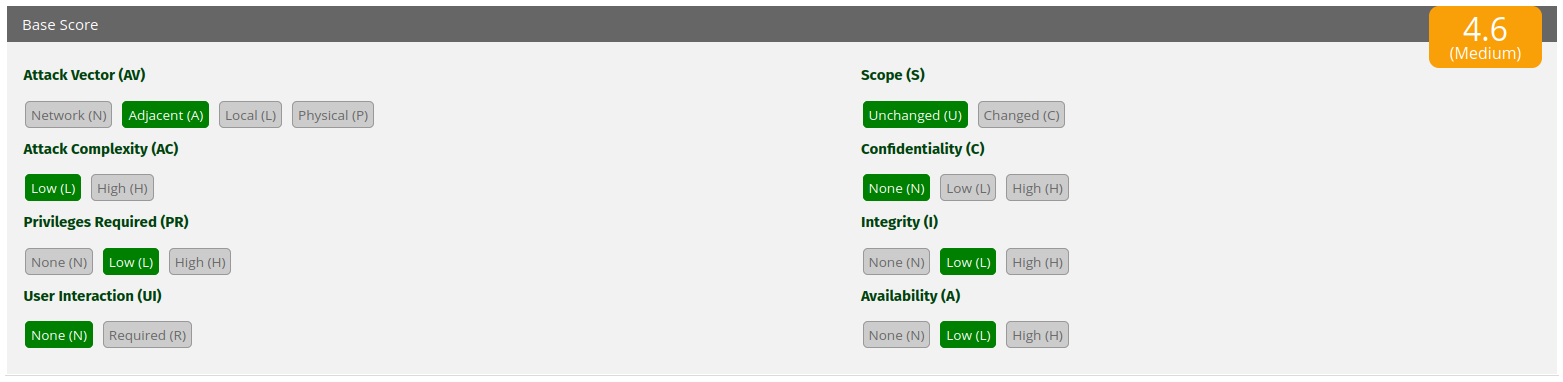 Base Score
4.6
(Medium)
Attack Vector (AV)
Network (N) Adjacent (A) Local (L) Physical (P)
Attack Complexity (AC)
Low (L) High (H)
Privileges Required (PR)
None (N) Low (L) High (H)
User Interaction (UI)
None (N) Required (R)
Scope (S)
Unchanged (U) Changed (C)
Confidentiality (C)
None (N) Low (L) High (H)
Integrity (I)
None (N) Low (L) High (H)
Availability (A)
None (N) Low (L) High (H)